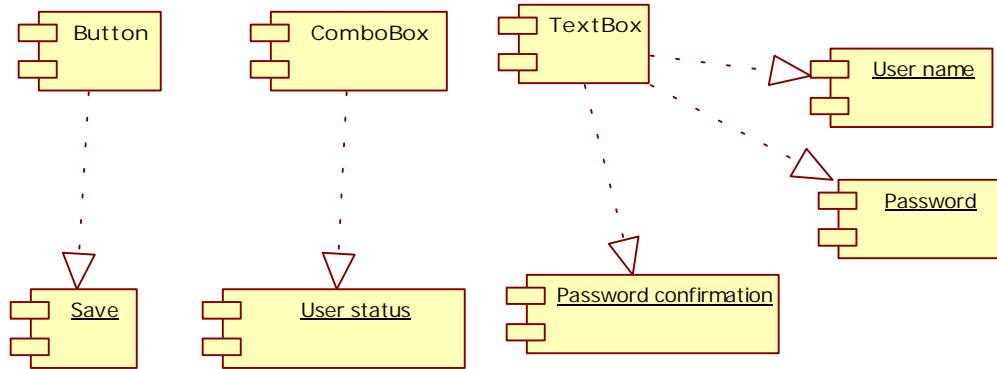 Button
ComboBox
TextBox
User name
Password
Save
User status
Password confirmation